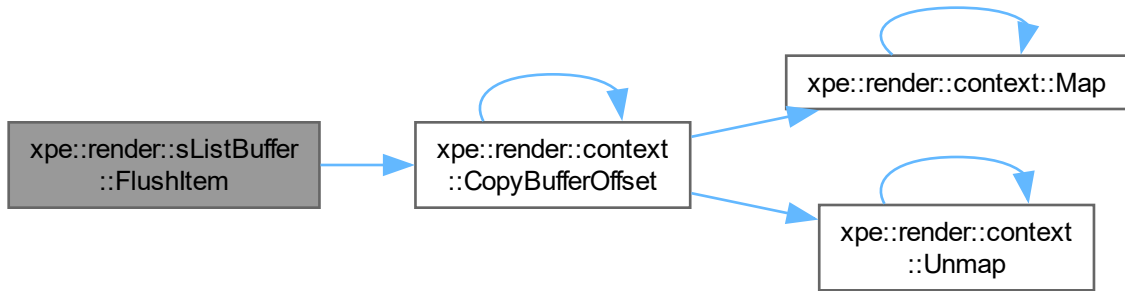 xpe::render::sListBuffer
::FlushItem
xpe::render::context
::CopyBufferOffset
xpe::render::context::Map
xpe::render::context
::Unmap